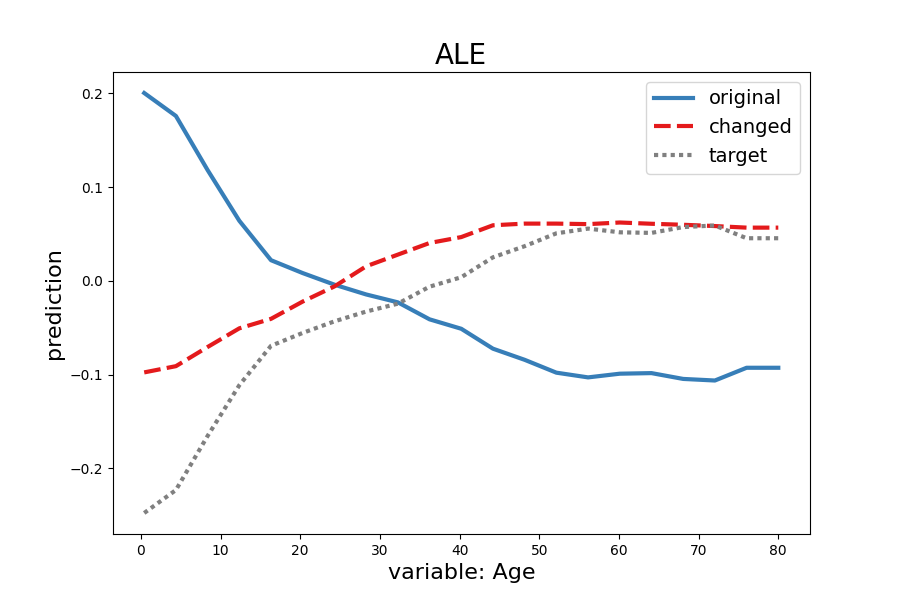 ALE
original
changed
target
0.2
0.1
0.0
−0.1
−0.2
prediction
0 10 20 30 40 50 60 70 80
variable: Age